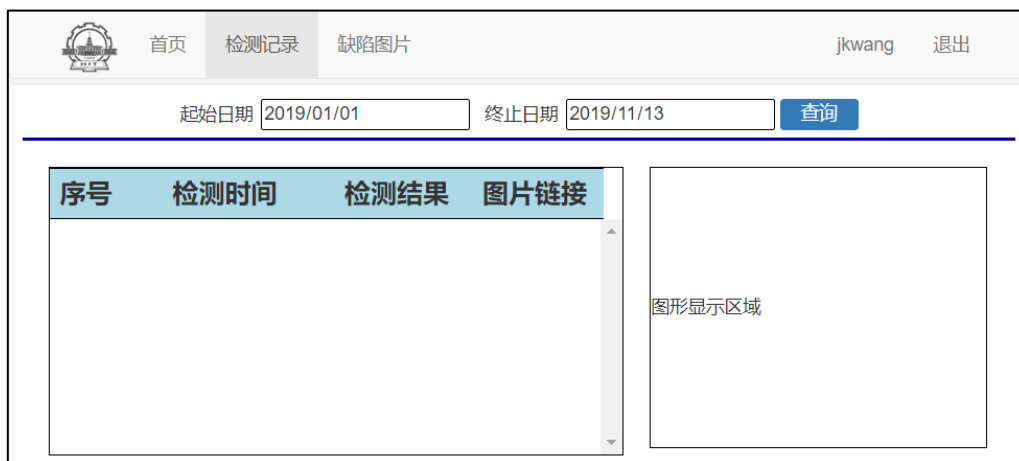 首页 检测记录 缺陷图片 jkwang 退出
起始日期 2019/01/01 终止日期 2019/11/13 查询
序号 检测时间 检测结果 图片链接
图形显示区域